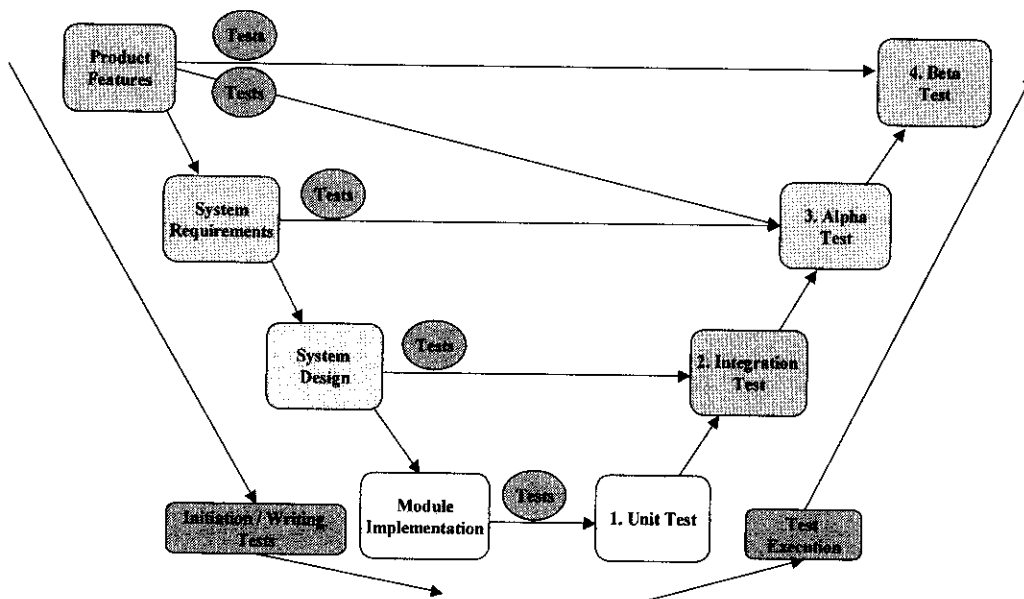 Tests
Product
Features
Tests
4. Beta
Test
System
Requirements
Tests
3. Alpha
Test
System
Design
Tests
2. Integration
Test
Initiation / Writing
Tests
Module
Implementation
Tests
1. Unit Test
Test
Execution